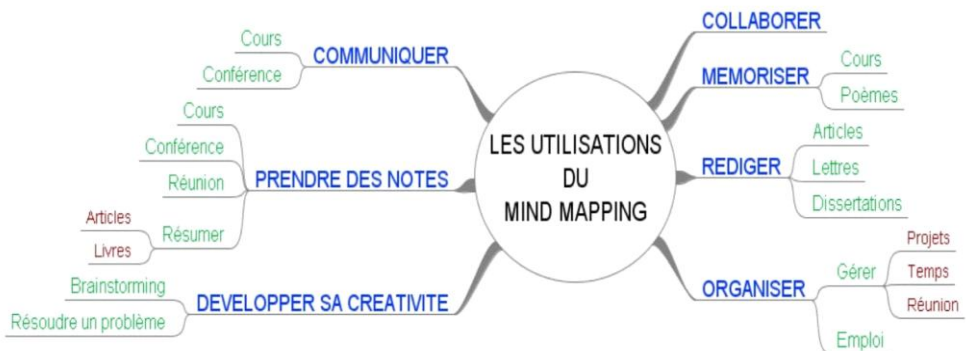 LES UTILISATIONS
DU
MIND MAPPING
COMMUNIQUER
Cours
Conférence
PRENDRE DES NOTES
Cours
Conférence
Réunion
Résumer
Articles
Livres
DEVELOPPER SA CREATIVITE
Brainstorming
Résoudre un problème
COLLABORER
MEMORISER
Cours
Poèmes
REDIGER
Articles
Lettres
Dissertations
ORGANISER
Gérer
Projets
Temps
Réunion
Emploi